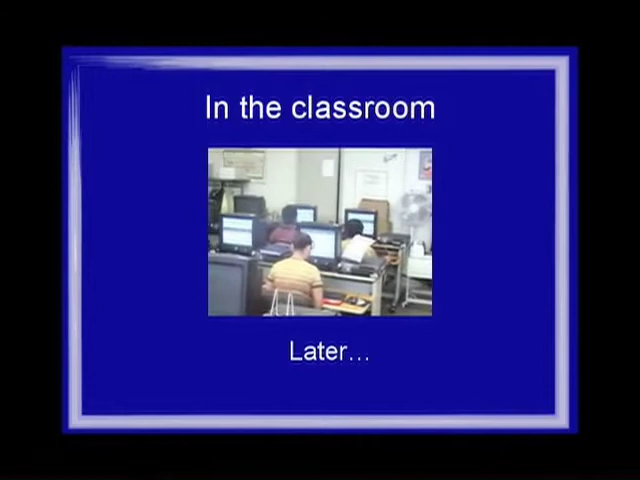 In the classroom
Later…